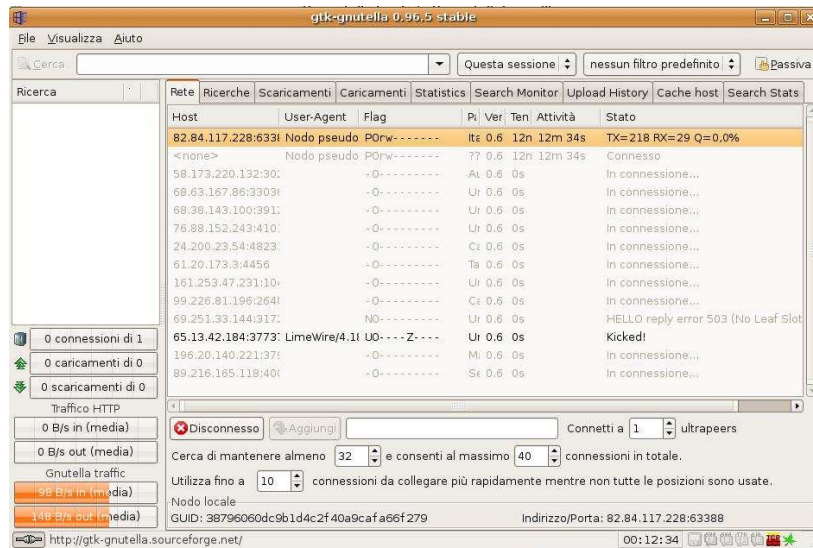 gtk-gnutella 0.96.5 stable
File Visualizza Aiuto
Cerca Questa sessione nessun filtro predefinito Passiva
Ricerca
Rete Ricerche Scaricamenti Caricamenti Statistics Search Monitor Upload History Cache host Search Stats
Host User-Agent Flag Ver Ten Attività Stato
82.84.117.228:6338 Nodo pseudo P0rw------- Ita 0.6 12n 12m 34s TX=218 RX=29 Q=0,0%
<none> Nodo pseudo P0rw------- ?? 0.6 12n 12m 34s Connesso
58.173.220.132:30 -O--------- 0.6 0s In connessione...
68.63.167.86:3303 -O--------- 0.6 0s In connessione...
68.38.143.100:391 -O--------- 0.6 0s In connessione...
76.88.152.243:410 -O--------- 0.6 0s In connessione...
24.200.23.54:4823 -O--------- 0.6 0s In connessione...
61.20.173.3:4456 -O--------- Ta 0.6 0s In connessione...
161.253.47.231:10 -O--------- 0.6 0s In connessione...
99.226.81.196:264 -O--------- 0.6 0s In connessione...
69.251.33.144:317 NO--------- 0.6 0s HELLO reply error 503 (No Leaf Slot
65.13.42.184:3773 LimeWire/4.1 UO----Z---- 0.6 0s Kicked!
196.20.140.221:37 -O--------- 0.6 0s In connessione...
89.216.165.118:40 -O--------- 0.6 0s In connessione...
0 connessioni di 1
0 caricamenti di 0
0 scaricamenti di 0
Traffico HTTP
0 B/s in (media)
0 B/s out (media)
Gnutella traffic
98 B/s in (media)
148 B/s out (media)
Disconnesso Aggiungi Connetti a 1 ultrapeers
Cerca di mantenere almeno 32 e consenti al massimo 40 connessioni in totale.
Utilizza fino a 10 connessioni da collegare più rapidamente mentre non tutte le posizioni sono usate.
Nodo locale
GUID: 38796060dc9b1d4c2f40a9cafa66f279 Indirizzo/Porta: 82.84.117.228:63388
http://gtk-gnutella.sourceforge.net/ 00:12:34